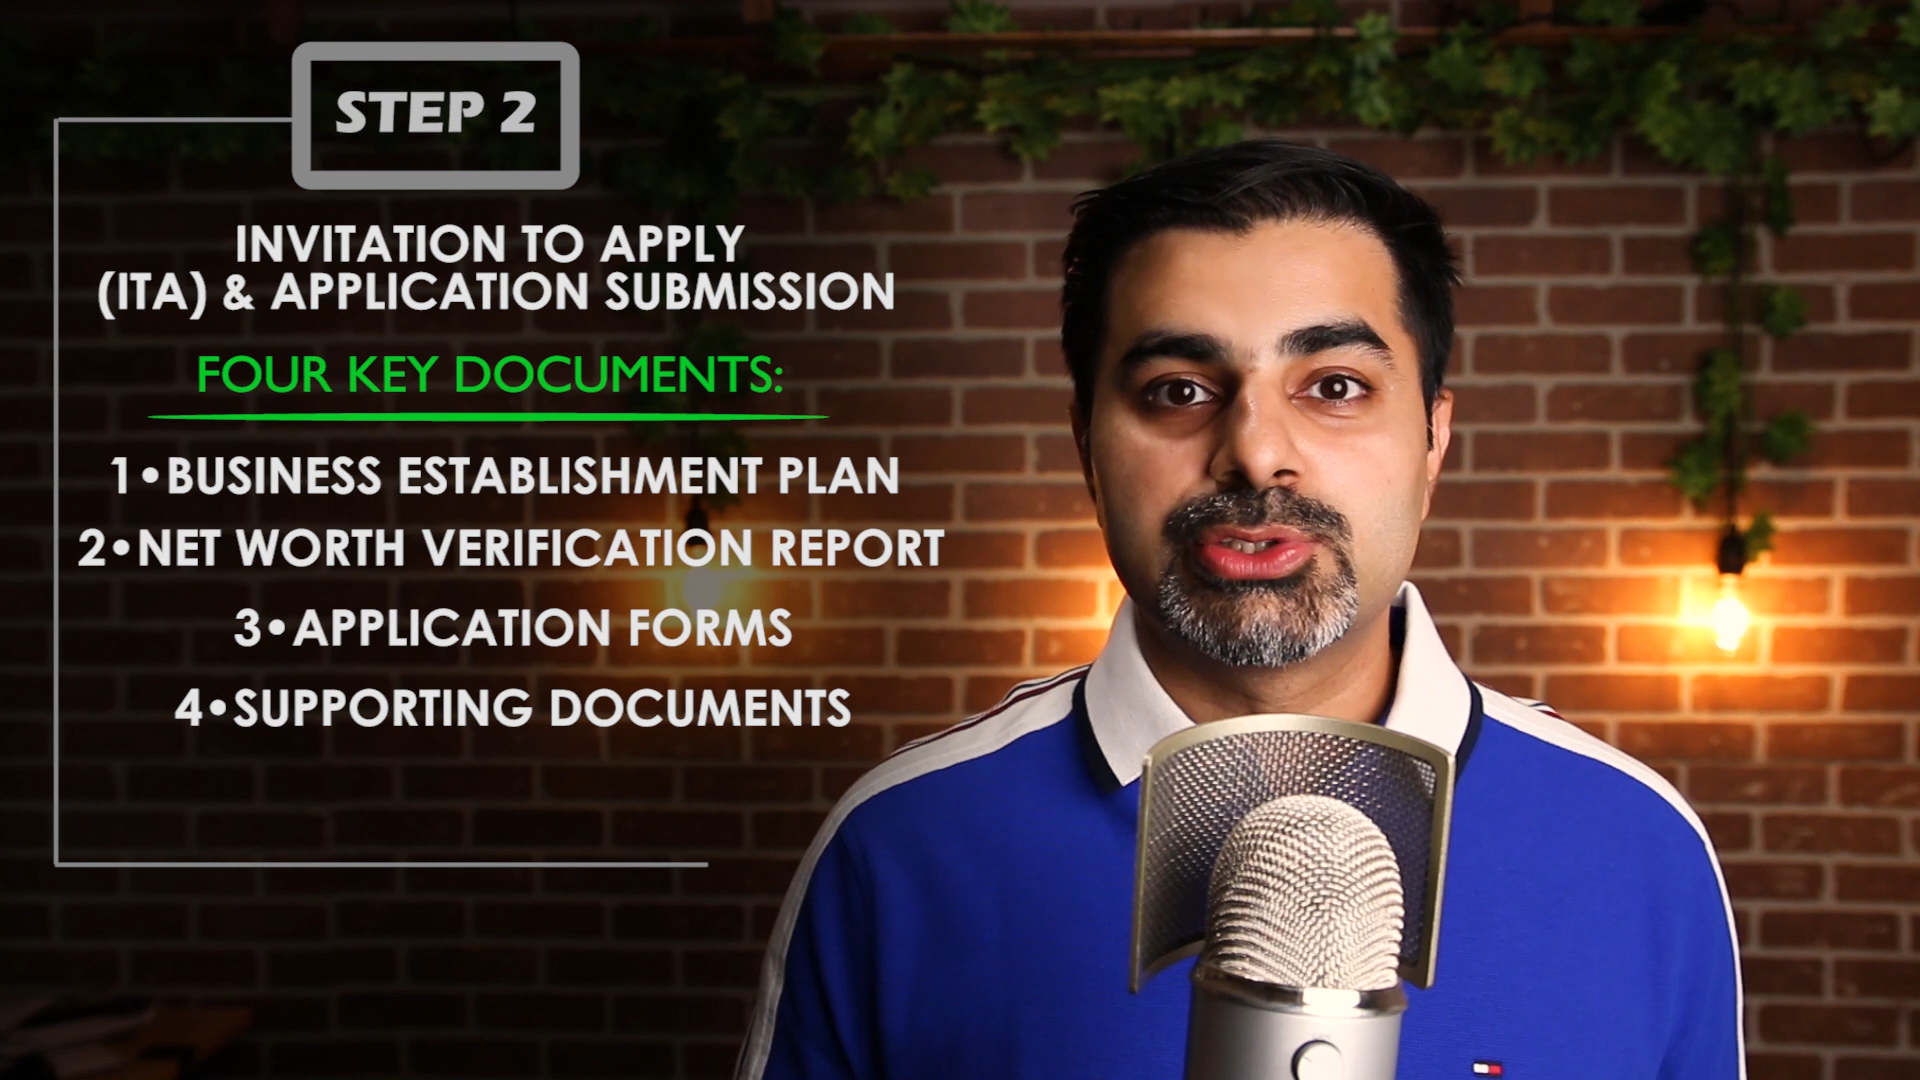 STEP 2
INVITATION TO APPLY
(ITA) & APPLICATION SUBMISSION
FOUR KEY DOCUMENTS:
1•BUSINESS ESTABLISHMENT PLAN
2•NET WORTH VERIFICATION REPORT
3•APPLICATION FORMS
4•SUPPORTING DOCUMENTS